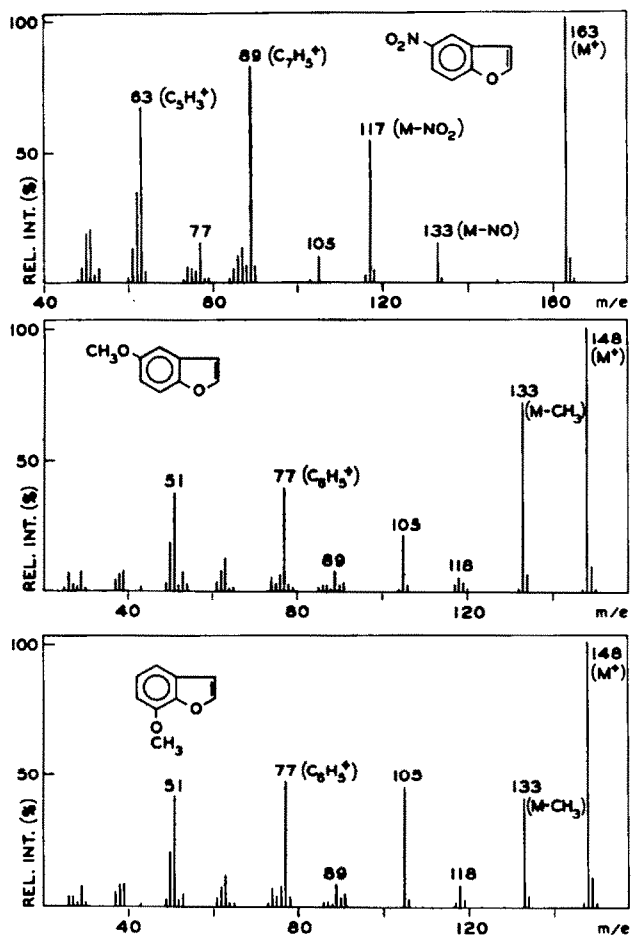 100
163
(M⁺)
O₂N
O
89 (C₇H₅⁺)
63 (C₅H₃⁺)
117 (M-NO₂)
50
77
105
133 (M-NO)
REL. INT. (%)
40
80
120
160
m/e
100
148
(M⁺)
CH₃O
O
133
(M-CH₃)
50
51
77 (C₆H₅⁺)
105
89
118
REL. INT. (%)
40
80
120
m/e
100
148
(M⁺)
O
O
CH₃
50
51
77 (C₆H₅⁺)
105
133
(M-CH₃)
89
118
REL. INT. (%)
40
80
120
m/e